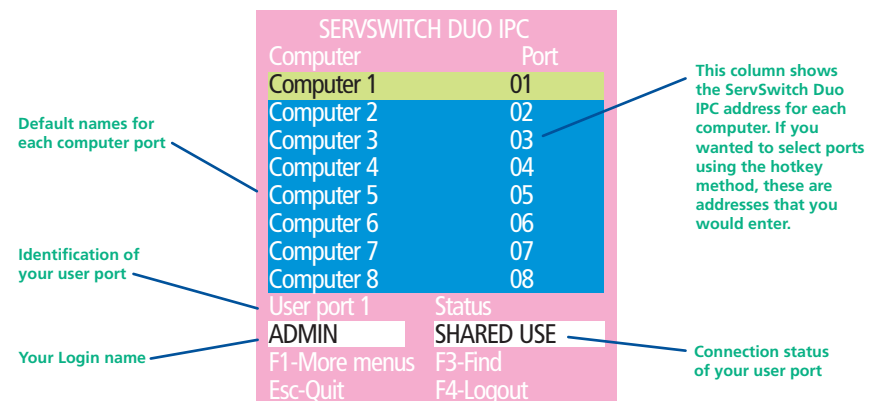 SERVSWITCH DUO IPC
Computer Port
Computer 1 01
Computer 2 02
Computer 3 03
Computer 4 04
Computer 5 05
Computer 6 06
Computer 7 07
Computer 8 08
User port 1 Status
ADMIN SHARED USE
F1-More menus F3-Find
Esc-Quit F4-Logout
Default names for
each computer port
Identification of
your user port
Your Login name
This column shows
the ServSwitch Duo
IPC address for each
computer. If you
wanted to select ports
using the hotkey
method, these are
addresses that you
would enter.
Connection status
of your user port